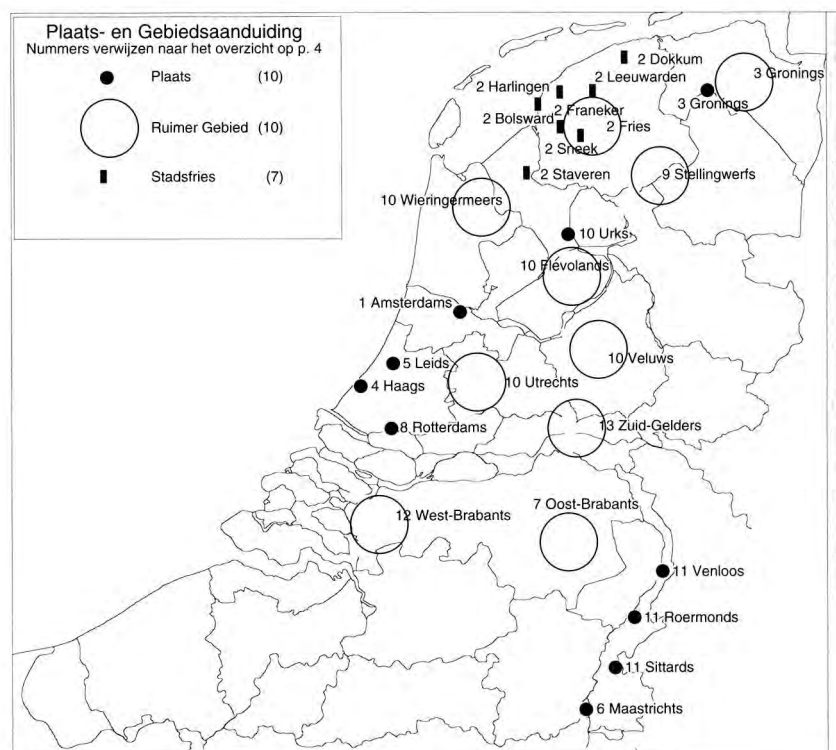 Plaats- en Gebiedsaanduiding
Nummers verwijzen naar het overzicht op p. 4
Plaats (10)
Ruimer Gebied (10)
Stadsfries (7)
2 Dokkum
3 Gronings
2 Leeuwarden
2 Harlingen
3 Gronings
2 Franeker
2 Bolsward
2 Fries
2 Sneek
2 Staveren
9 Stellingwerfs
10 Wieringermeers
10 Urks
10 Flevolands
1 Amsterdams
10 Veluws
5 Leids
10 Utrechts
4 Haags
8 Rotterdams
13 Zuid-Gelders
7 Oost-Brabants
12 West-Brabants
11 Venloos
11 Roermonds
11 Sittards
6 Maastrichts